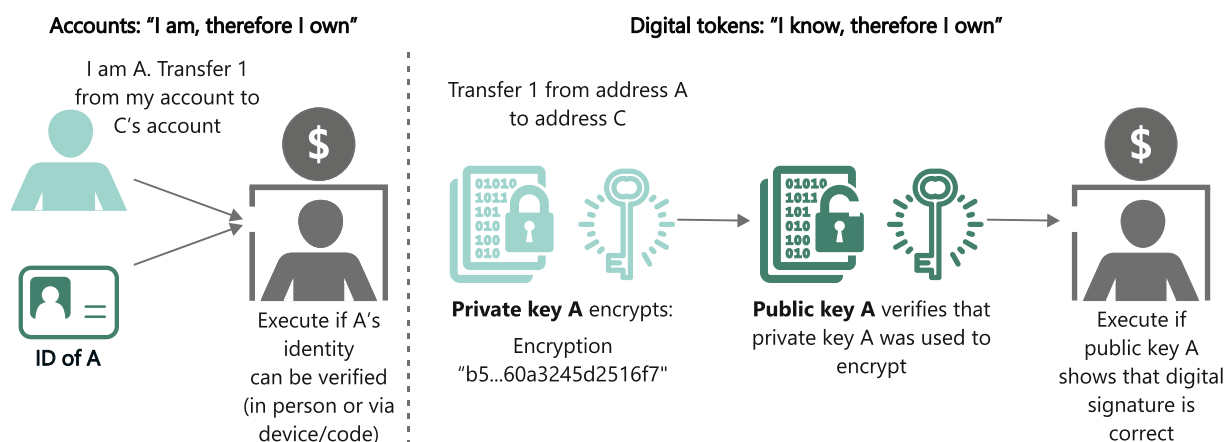 Accounts: “I am, therefore I own”
I am A. Transfer 1
from my account to
C’s account
$
ID of A
Execute if A’s
identity
can be verified
(in person or via
device/code)
Digital tokens: “I know, therefore I own”
Transfer 1 from address A
to address C
01010
1011
101
010
100
010
Private key A encrypts:
Encryption
“b5...60a3245d2516f7"
01010
1011
101
010
100
010
Public key A verifies that
private key A was used to
encrypt
$
Execute if
public key A
shows that digital
signature is
correct